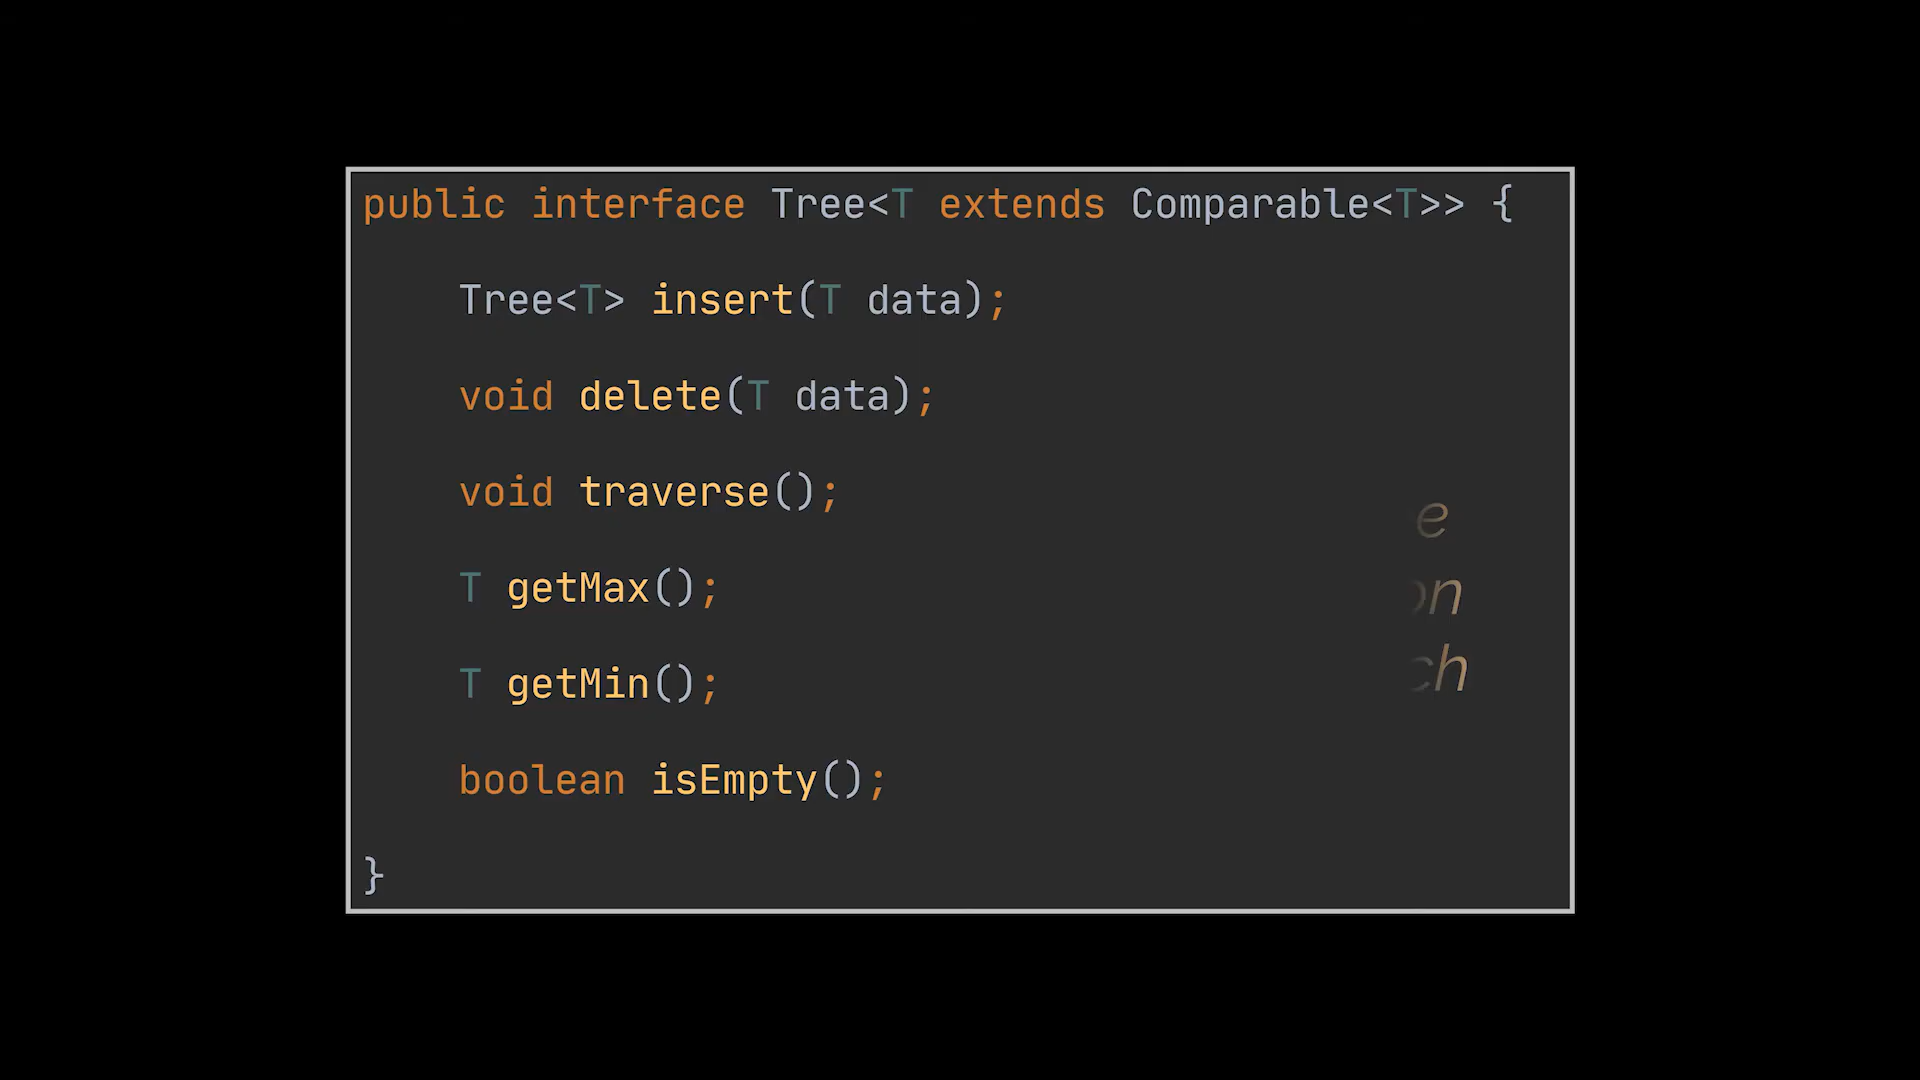 public interface Tree<T extends Comparable<T>> {
Tree<T> insert(T data);
void delete(T data);
void traverse();
T getMax();
T getMin();
boolean isEmpty();
}